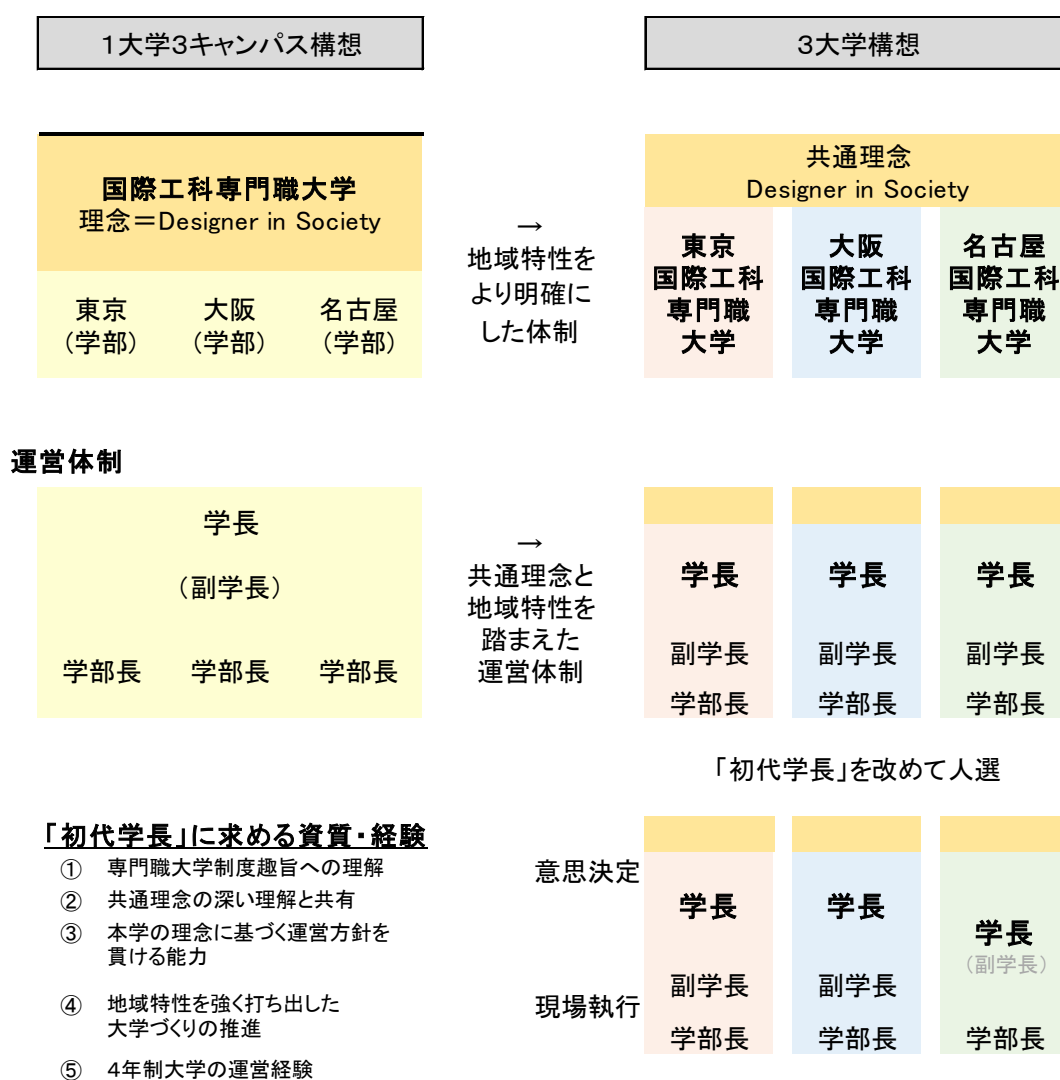 1大学3キャンパス構想
3大学構想
国際工科専門職大学
理念＝Designer in Society
東京
（学部）
大阪
（学部）
名古屋
（学部）
→
地域特性を
より明確に
した体制
共通理念
Designer in Society
東京
国際工科
専門職
大学
大阪
国際工科
専門職
大学
名古屋
国際工科
専門職
大学
運営体制
学長
（副学長）
学部長 学部長 学部長
→
共通理念と
地域特性を
踏まえた
運営体制
学長 学長 学長
副学長 副学長 副学長
学部長 学部長 学部長
「初代学長」を改めて人選
「初代学長」に求める資質・経験
① 専門職大学制度趣旨への理解
② 共通理念の深い理解と共有
③ 本学の理念に基づく運営方針を
貫ける能力
④ 地域特性を強く打ち出した
大学づくりの推進
⑤ 4年制大学の運営経験
意思決定
学長 学長 学長
（副学長）
現場執行
副学長 副学長
学部長 学部長 学部長